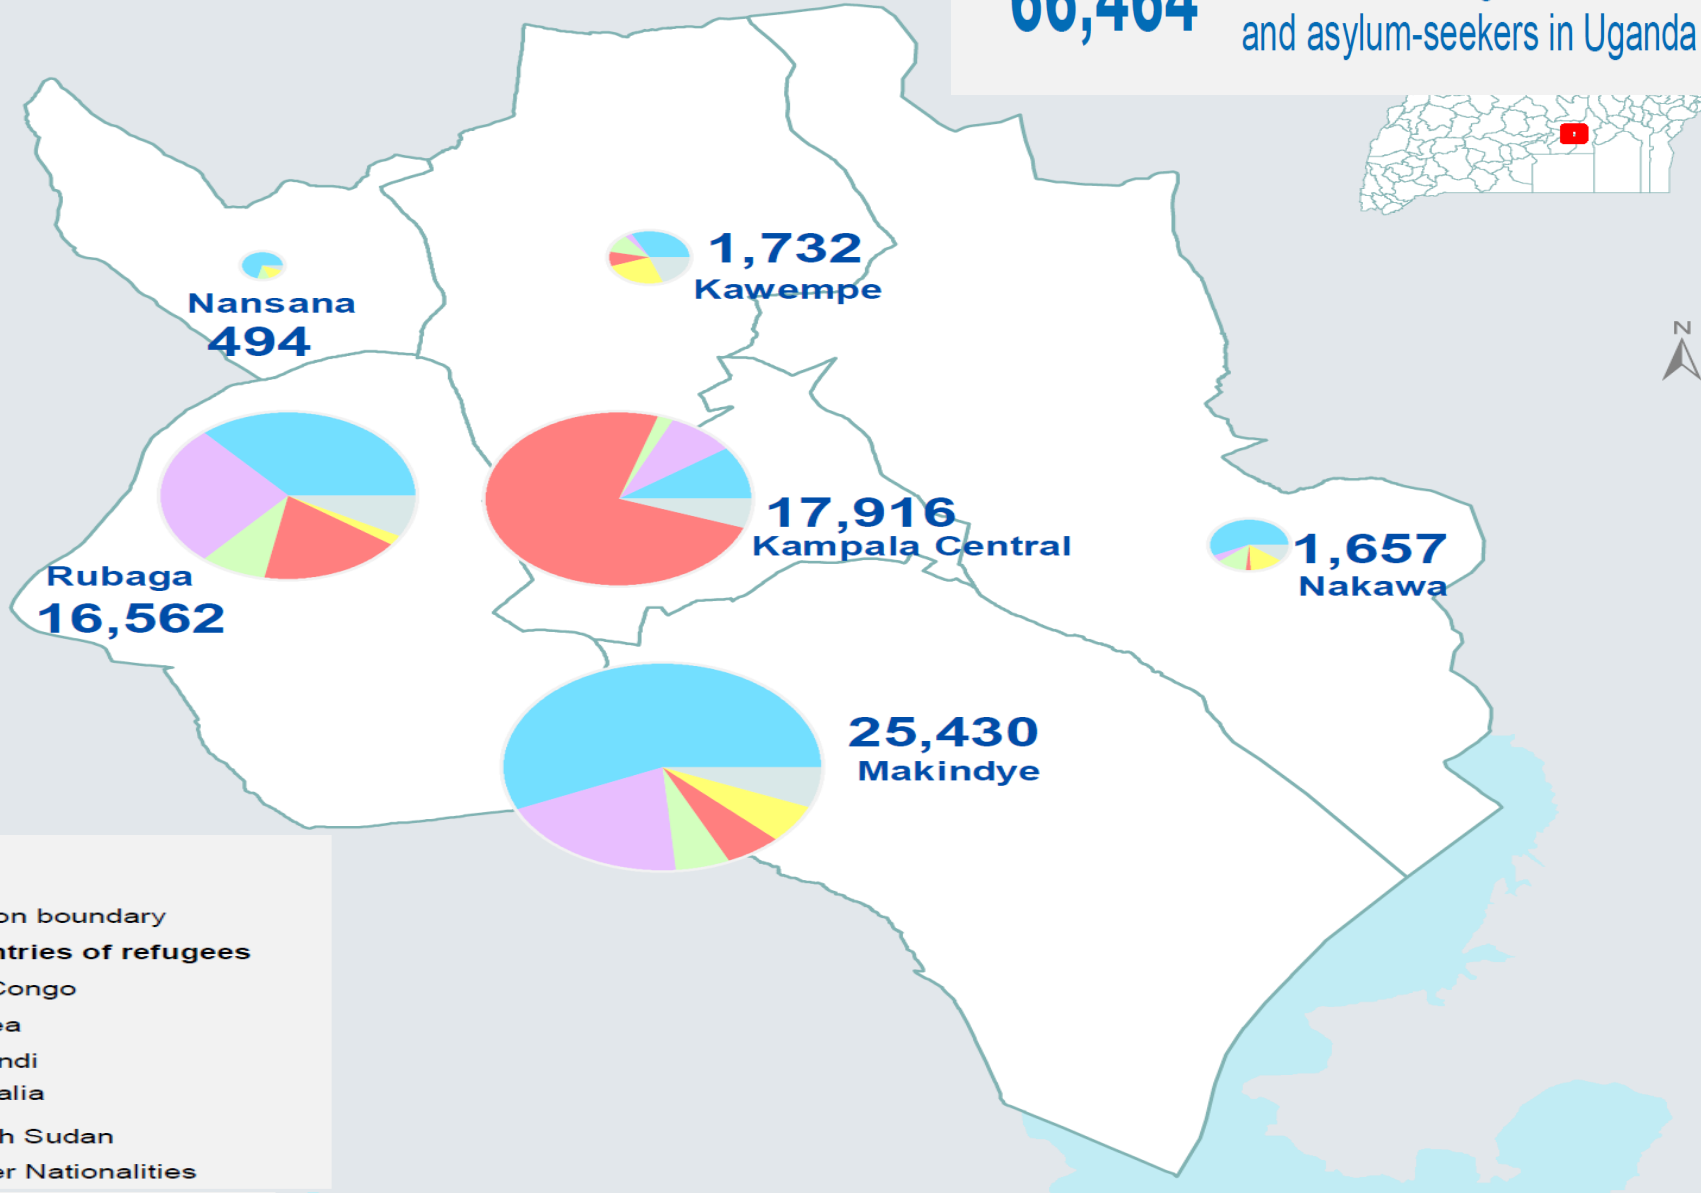 66,464
and asylum-seekers in Uganda
N
1,732
Kawempe
Nansana
494
17,916
Kampala Central
1,657
Nakawa
Rubaga
16,562
25,430
Makindye
on boundary
ntries of refugees
Congo
ea
ndi
alia
h Sudan
er Nationalities